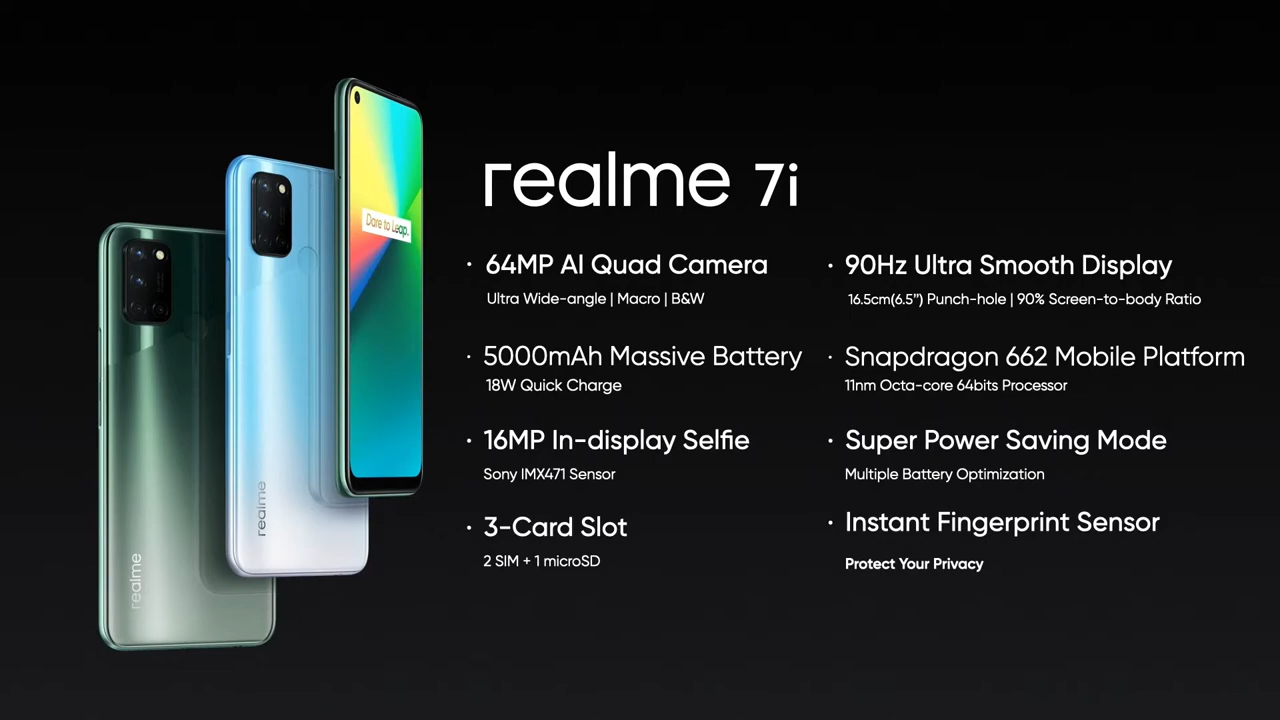 realme 7i
· 64MP AI Quad Camera
Ultra Wide-angle | Macro | B&W
· 5000mAh Massive Battery
18W Quick Charge
· 16MP In-display Selfie
Sony IMX471 Sensor
· 3-Card Slot
2 SIM + 1 microSD
· 90Hz Ultra Smooth Display
16.5cm(6.5”) Punch-hole | 90% Screen-to-body Ratio
· Snapdragon 662 Mobile Platform
11nm Octa-core 64bits Processor
· Super Power Saving Mode
Multiple Battery Optimization
· Instant Fingerprint Sensor
Protect Your Privacy
Dare to Leap.
realme
realme